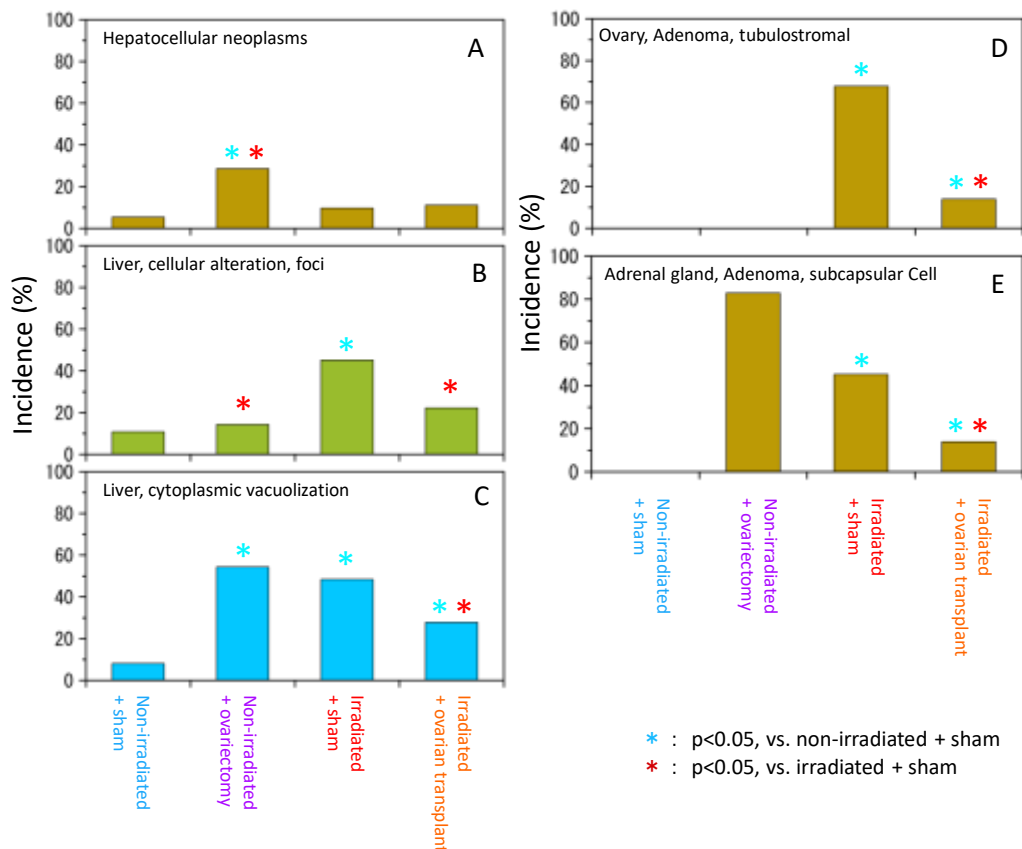 Incidence (%)
Hepatocellular neoplasms
A
100
80
60
40
20
0
Liver, cellular alteration, foci
B
100
80
60
40
20
0
Liver, cytoplasmic vacuolization
C
100
80
60
40
20
0
Non-irradiated
+ sham
Non-irradiated
+ ovariectomy
Irradiated
+ sham
Irradiated
+ ovarian transplant
Incidence (%)
Ovary, Adenoma, tubulostromal
D
100
80
60
40
20
0
Adrenal gland, Adenoma, subcapsular Cell
E
100
80
60
40
20
0
Non-irradiated
+ sham
Non-irradiated
+ ovariectomy
Irradiated
+ sham
Irradiated
+ ovarian transplant
* : p<0.05, vs. non-irradiated + sham
* : p<0.05, vs. irradiated + sham